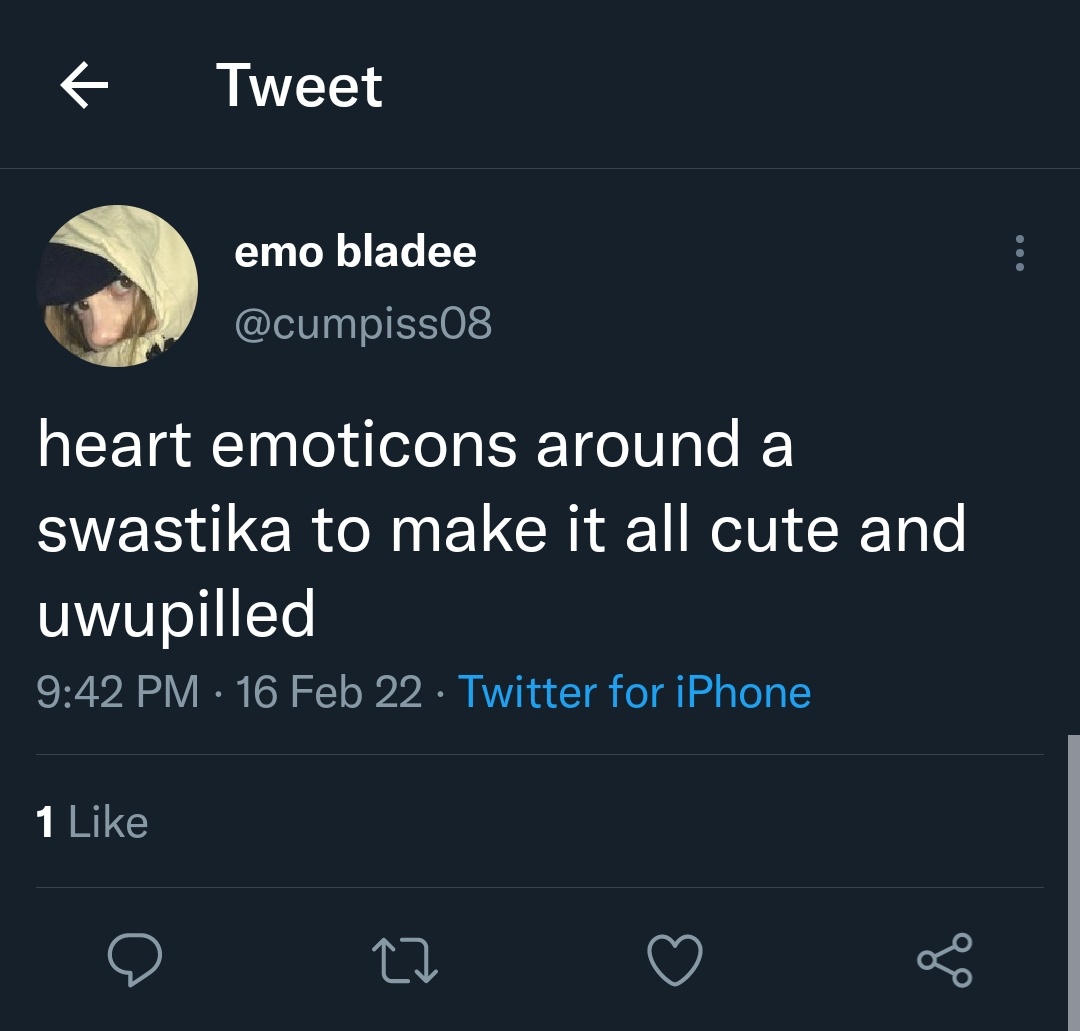 Tweet
emo bladee
@cumpiss08
heart emoticons around a
swastika to make it all cute and
uwupilled
9:42 PM · 16 Feb 22 · Twitter for iPhone
1 Like